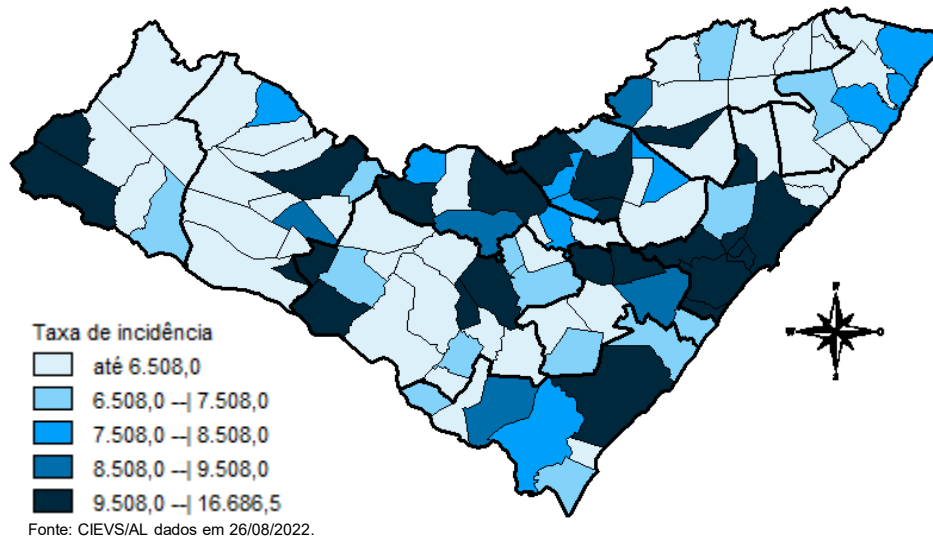 Taxa de incidência
até 6.508,0
6.508,0 --| 7.508,0
7.508,0 --| 8.508,0
8.508,0 --| 9.508,0
9.508,0 --| 16.686,5
Fonte: CIEVS/AL dados em 26/08/2022.